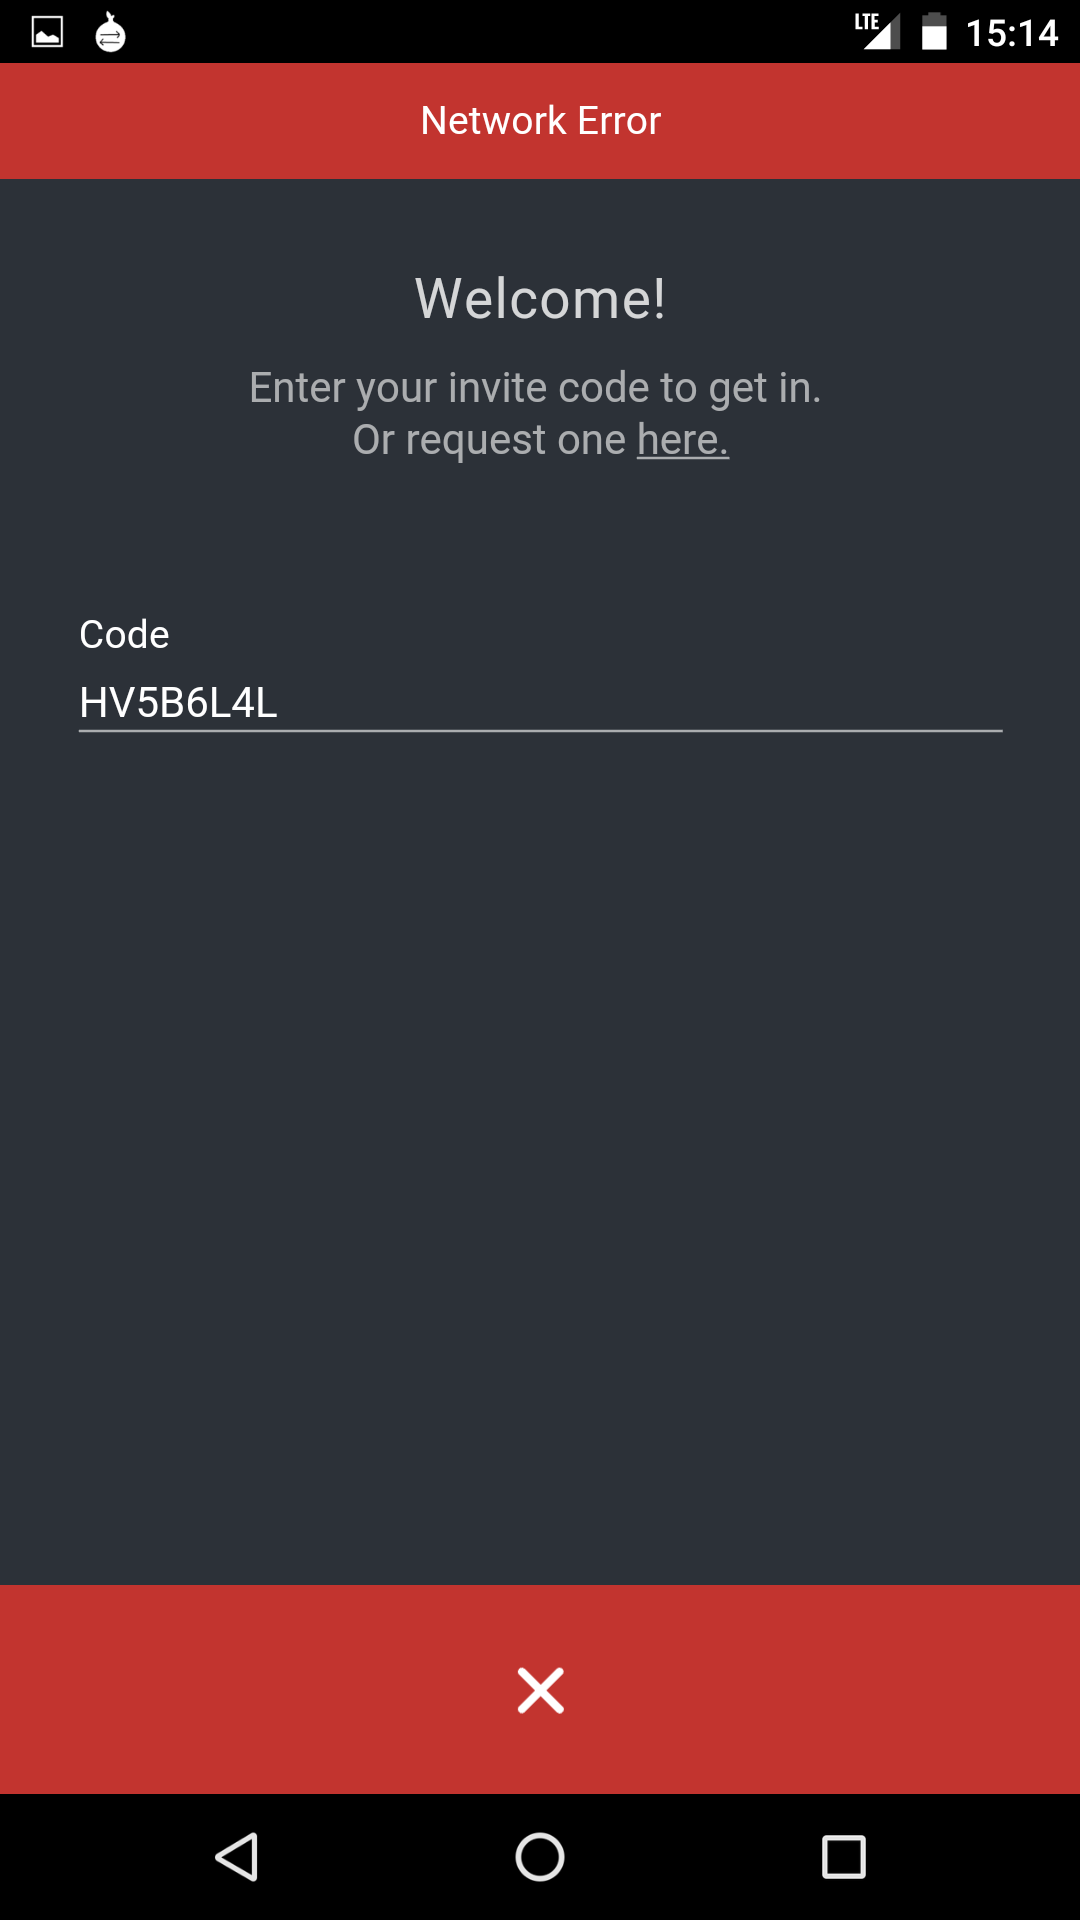 LTE 15:14
Network Error
Welcome!
Enter your invite code to get in.
Or request one here.
Code
HV5B6L4L